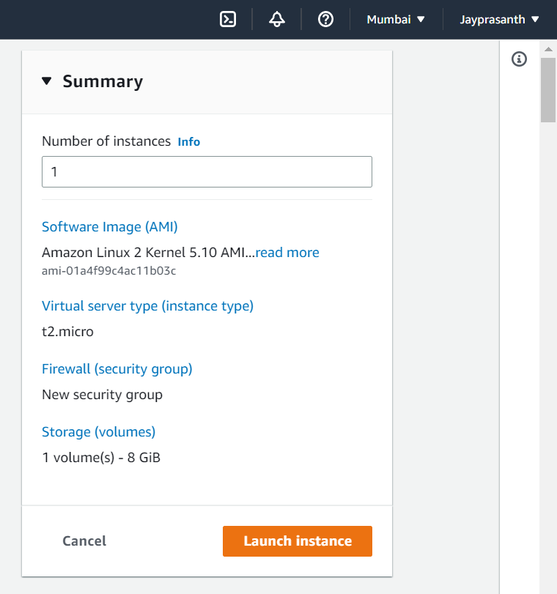 Mumbai Jayprasanth
Summary
Number of instances Info
1
Software Image (AMI)
Amazon Linux 2 Kernel 5.10 AMI...read more
ami-01a4f99c4ac11b03c
Virtual server type (instance type)
t2.micro
Firewall (security group)
New security group
Storage (volumes)
1 volume(s) - 8 GiB
Cancel Launch instance